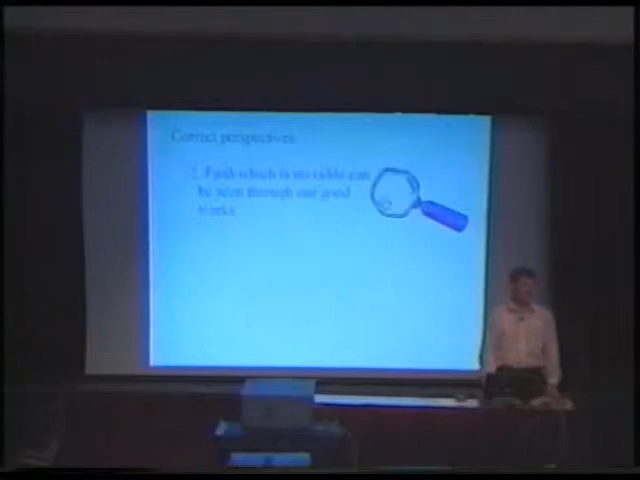 Correct perspectives
2. Faith which is invisible can
be seen through our good
works